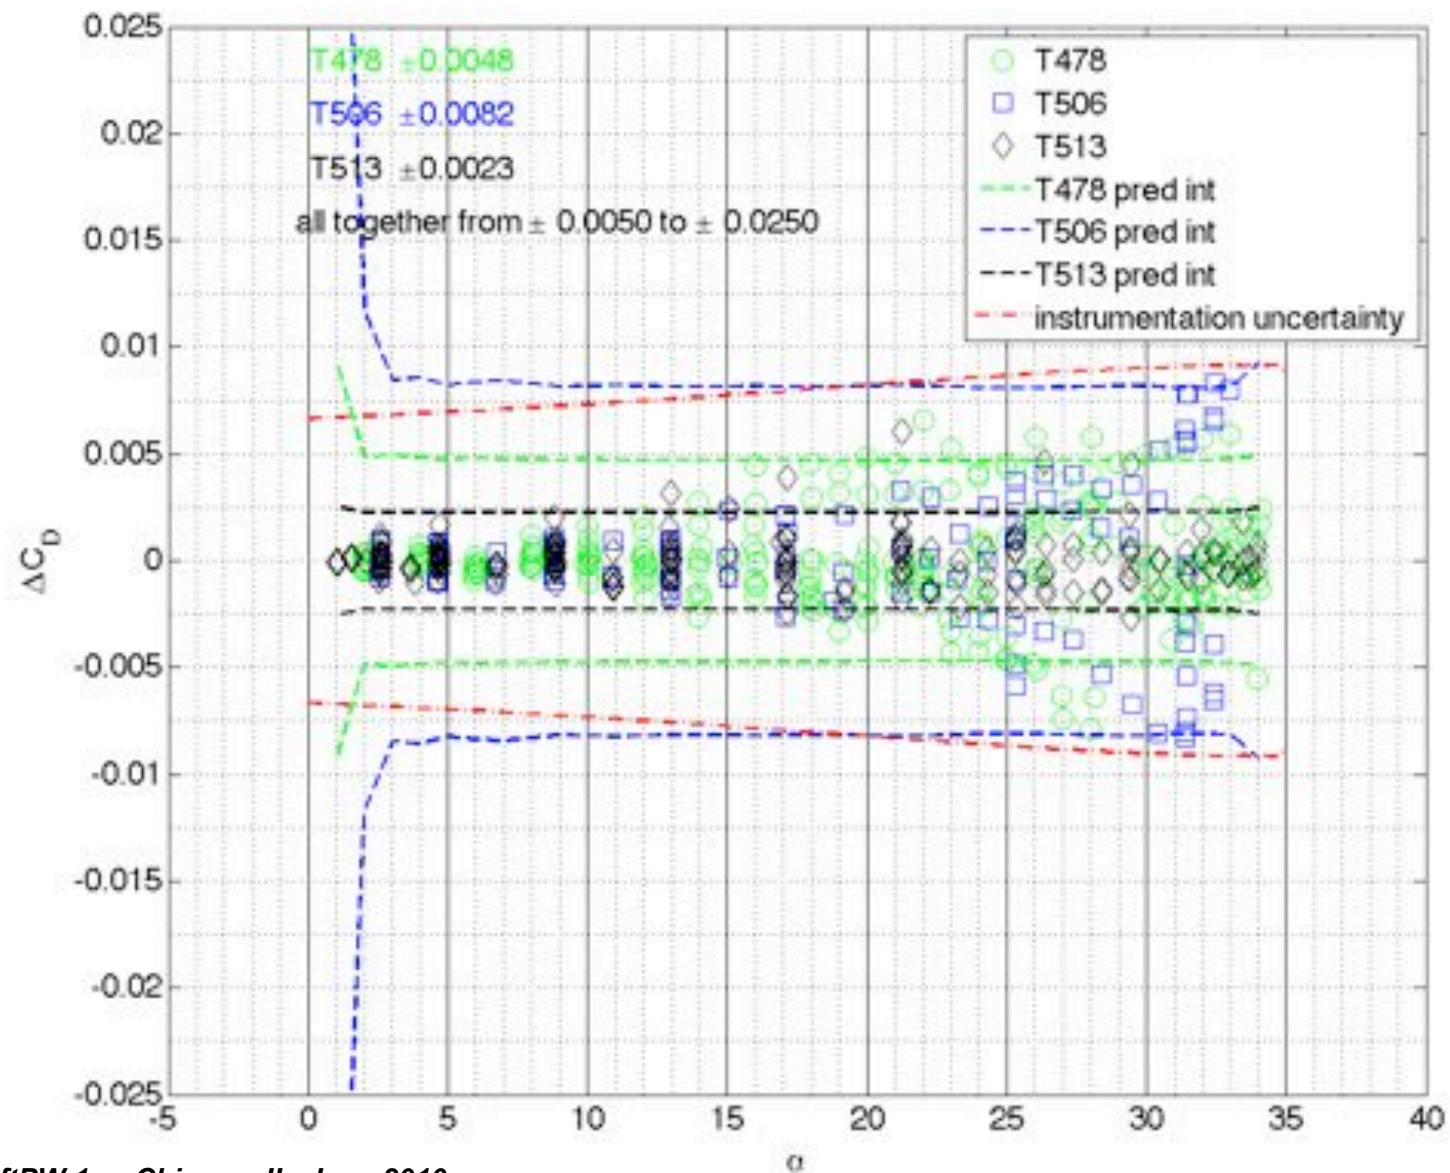 0.025
0.02
0.015
0.01
0.005
0
-0.005
-0.01
-0.015
-0.02
-0.025
-5
0
5
10
15
20
25
30
35
40
ΔC_D
α
T478 ±0.0048
T506 ±0.0082
T513 ±0.0023
all together from ± 0.0050 to ± 0.0250
T478
T506
T513
T478 pred int
T506 pred int
T513 pred int
instrumentation uncertainty
2010